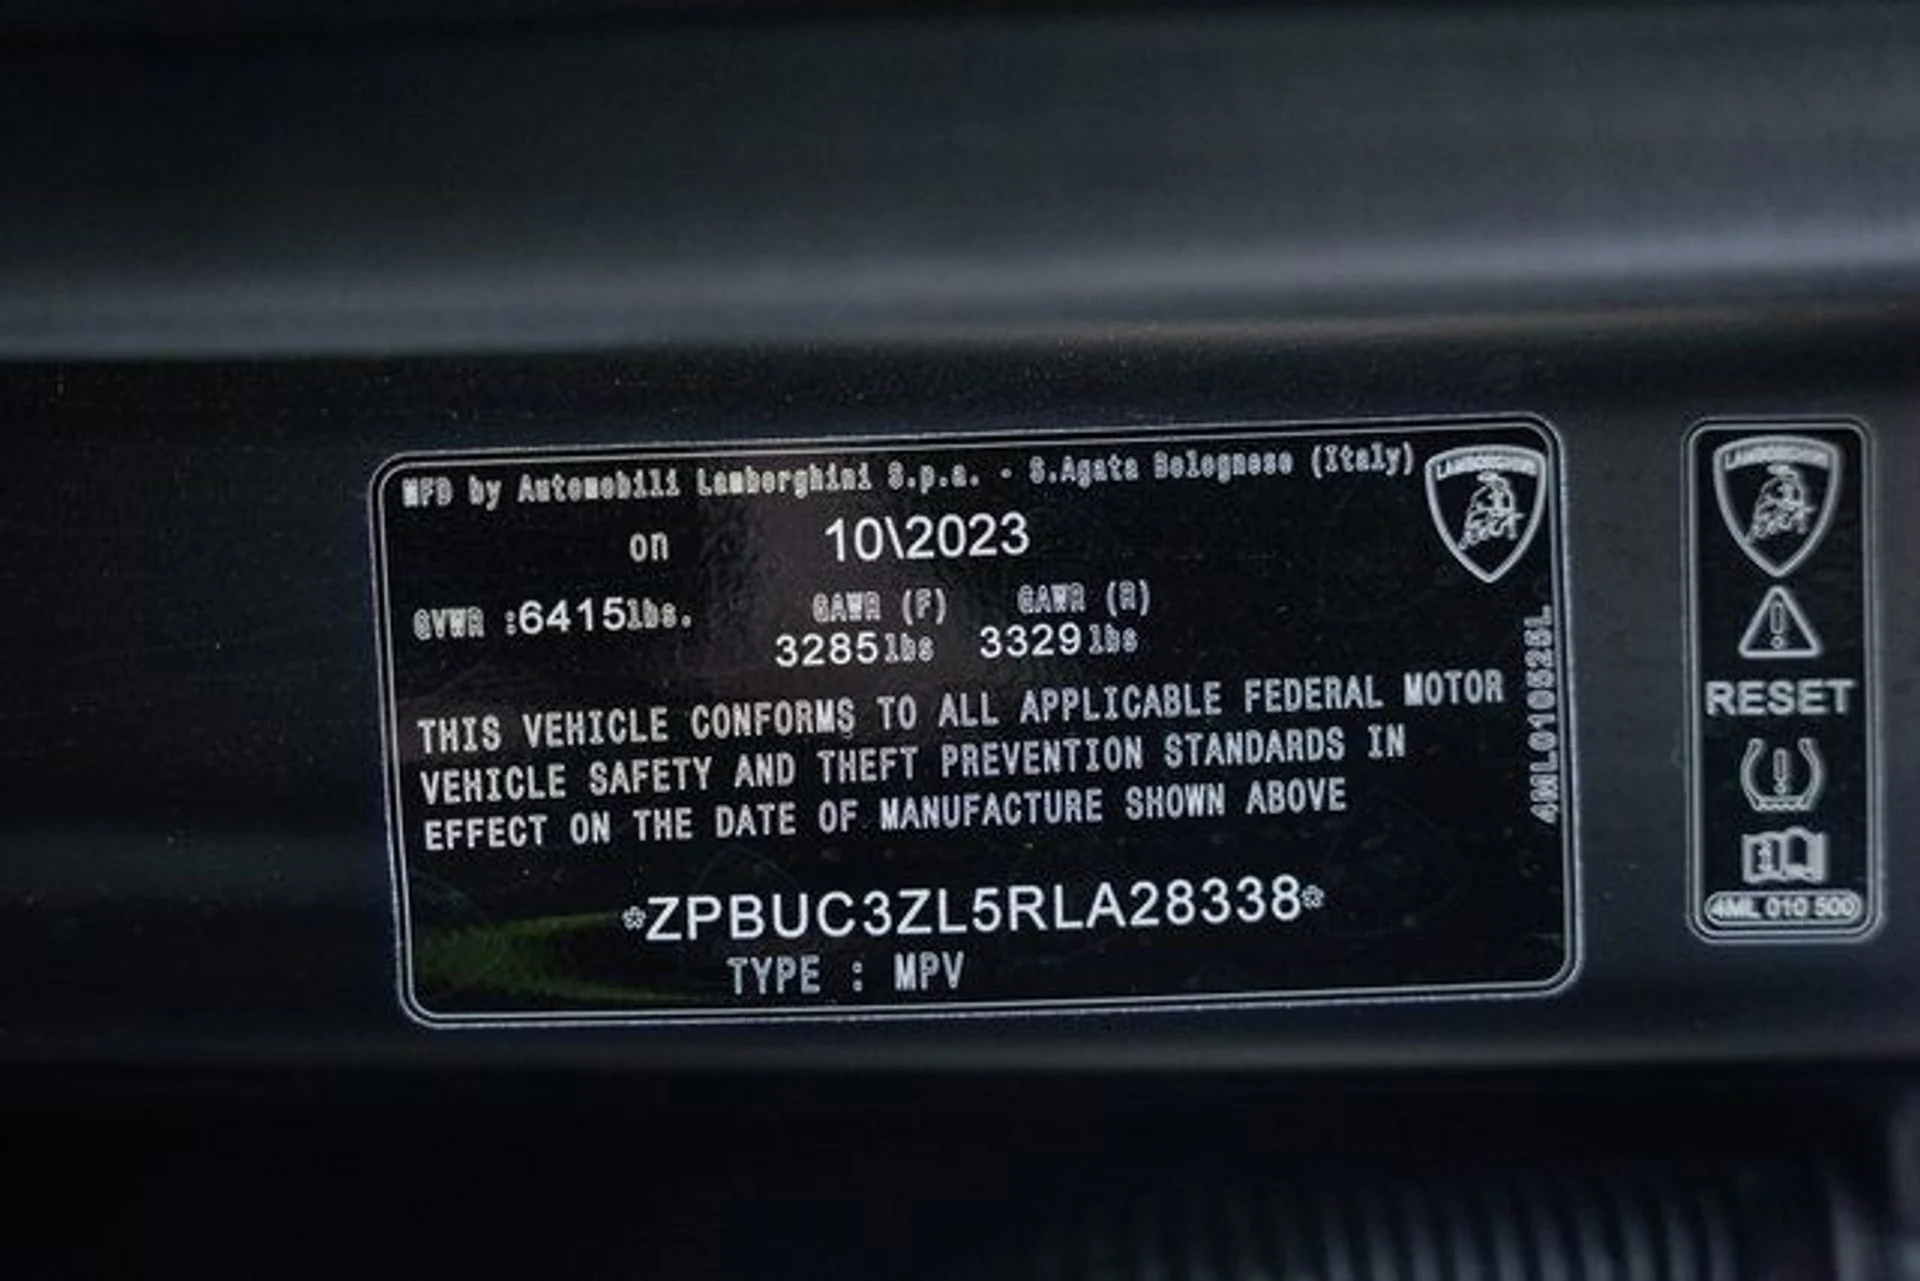 MFD by Automobili Lamborghini S.p.a. - S.Agata Bolognese (Italy)
on 10\2023
GVWR :6415lbs. GAWR (F) GAWR (R)
3285lbs 3329lbs
THIS VEHICLE CONFORMS TO ALL APPLICABLE FEDERAL MOTOR
VEHICLE SAFETY AND THEFT PREVENTION STANDARDS IN
EFFECT ON THE DATE OF MANUFACTURE SHOWN ABOVE
*ZPBUC3ZL5RLA28338*
TYPE : MPV
4ML010525L
LAMBORGHINI
LAMBORGHINI
RESET
4ML 010 500